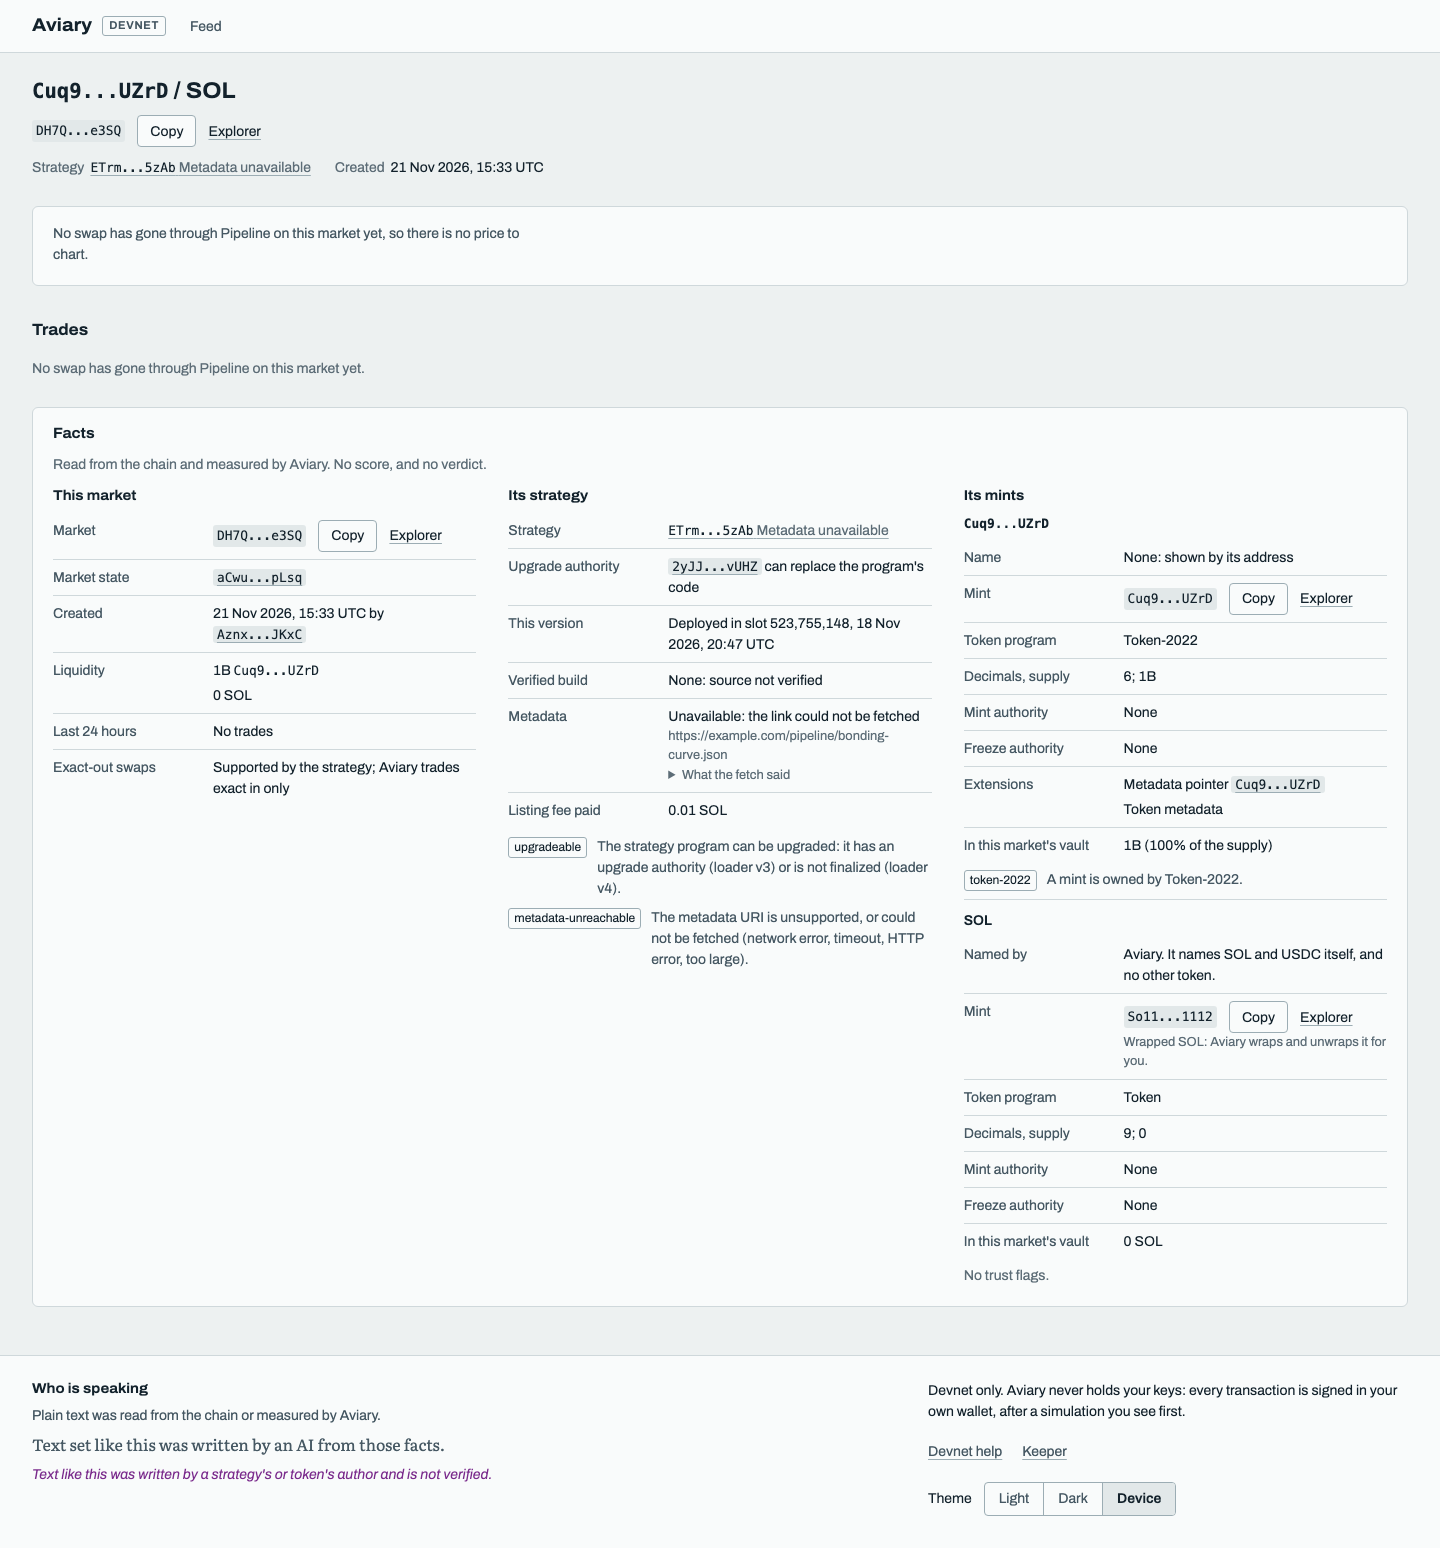 Aviary DEVNET Feed
Cuq9...UZrD / SOL
DH7Q...e3SQ Copy Explorer
Strategy ETrm...5zAb Metadata unavailable Created 21 Nov 2026, 15:33 UTC
No swap has gone through Pipeline on this market yet, so there is no price to
chart.
Trades
No swap has gone through Pipeline on this market yet.
Facts
Read from the chain and measured by Aviary. No score, and no verdict.
This market
Market DH7Q...e3SQ Copy Explorer
Market state aCwu...pLsq
Created 21 Nov 2026, 15:33 UTC by
Aznx...JKxC
Liquidity 1B Cuq9...UZrD
0 SOL
Last 24 hours No trades
Exact-out swaps Supported by the strategy; Aviary trades
exact in only
Its strategy
Strategy ETrm...5zAb Metadata unavailable
Upgrade authority 2yJJ...vUHZ can replace the program's
code
This version Deployed in slot 523,755,148, 18 Nov
2026, 20:47 UTC
Verified build None: source not verified
Metadata Unavailable: the link could not be fetched
https://example.com/pipeline/bonding-
curve.json
▶ What the fetch said
Listing fee paid 0.01 SOL
upgradeable The strategy program can be upgraded: it has an
upgrade authority (loader v3) or is not finalized (loader
v4).
metadata-unreachable The metadata URI is unsupported, or could
not be fetched (network error, timeout, HTTP
error, too large).
Its mints
Cuq9...UZrD
Name None: shown by its address
Mint Cuq9...UZrD Copy Explorer
Token program Token-2022
Decimals, supply 6; 1B
Mint authority None
Freeze authority None
Extensions Metadata pointer Cuq9...UZrD
Token metadata
In this market's vault 1B (100% of the supply)
token-2022 A mint is owned by Token-2022.
SOL
Named by Aviary. It names SOL and USDC itself, and
no other token.
Mint So11...1112 Copy Explorer
Wrapped SOL: Aviary wraps and unwraps it for
you.
Token program Token
Decimals, supply 9; 0
Mint authority None
Freeze authority None
In this market's vault 0 SOL
No trust flags.
Who is speaking
Plain text was read from the chain or measured by Aviary.
Text set like this was written by an AI from those facts.
Text like this was written by a strategy's or token's author and is not verified.
Devnet only. Aviary never holds your keys: every transaction is signed in your
own wallet, after a simulation you see first.
Devnet help Keeper
Theme Light Dark Device